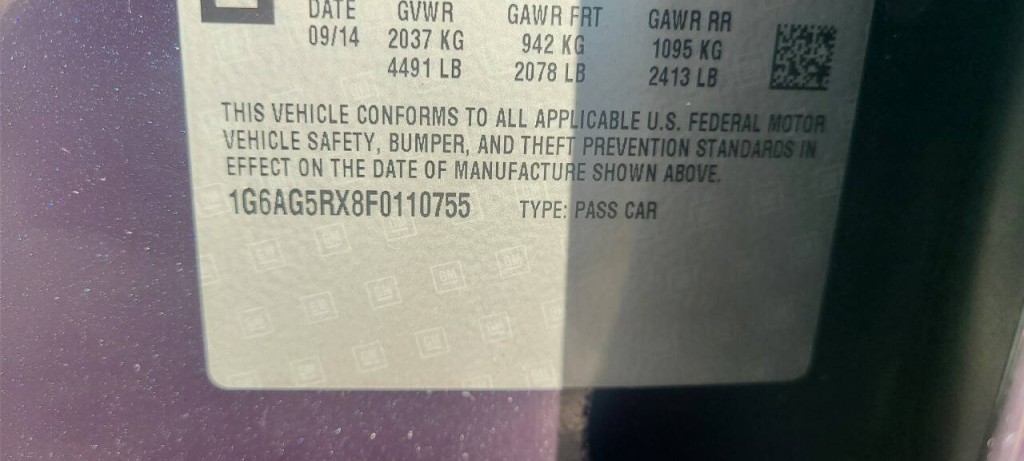 DATE GVWR GAWR FRT GAWR RR
09/14 2037 KG 942 KG 1095 KG
4491 LB 2078 LB 2413 LB
THIS VEHICLE CONFORMS TO ALL APPLICABLE U.S. FEDERAL MOTOR
VEHICLE SAFETY, BUMPER, AND THEFT PREVENTION STANDARDS IN
EFFECT ON THE DATE OF MANUFACTURE SHOWN ABOVE.
1G6AG5RX8F0110755 TYPE: PASS CAR